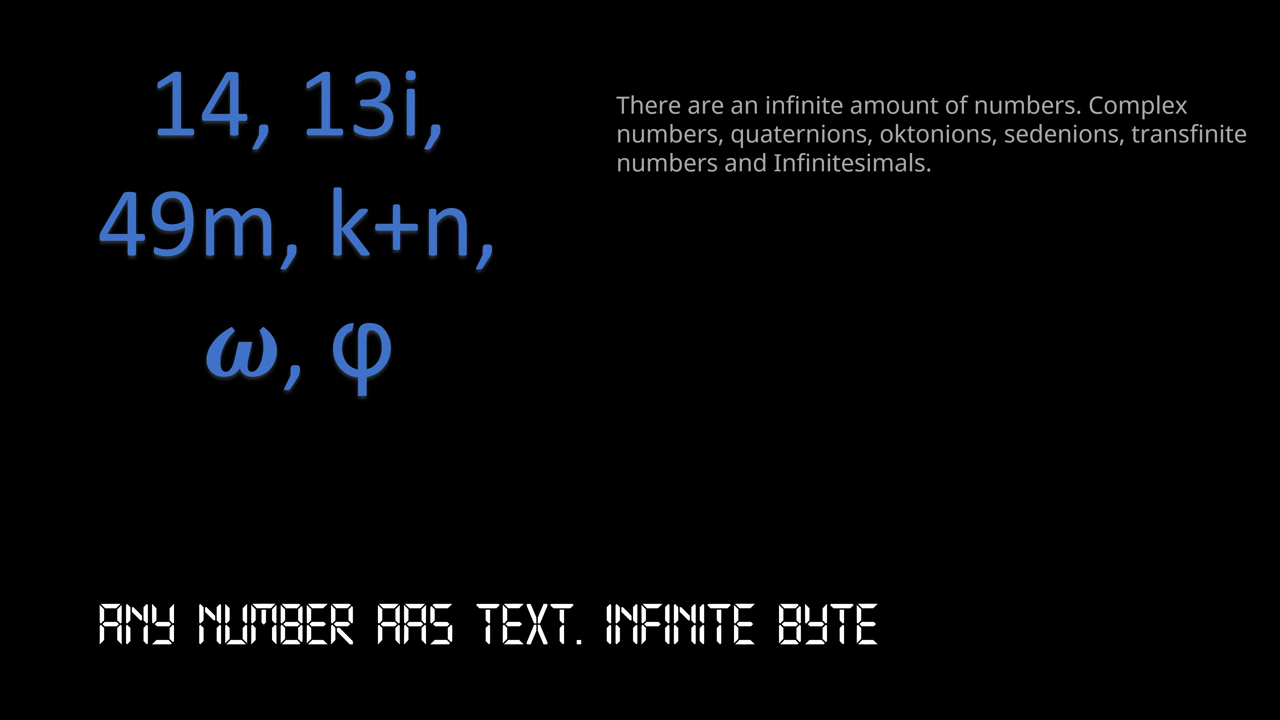 14, 13i,
49m, k+n,
ω, φ
There are an infinite amount of numbers. Complex
numbers, quaternions, oktonions, sedenions, transfinite
numbers and Infinitesimals.
ANY NUMBER AAS TEXT. INFINITE BYTE